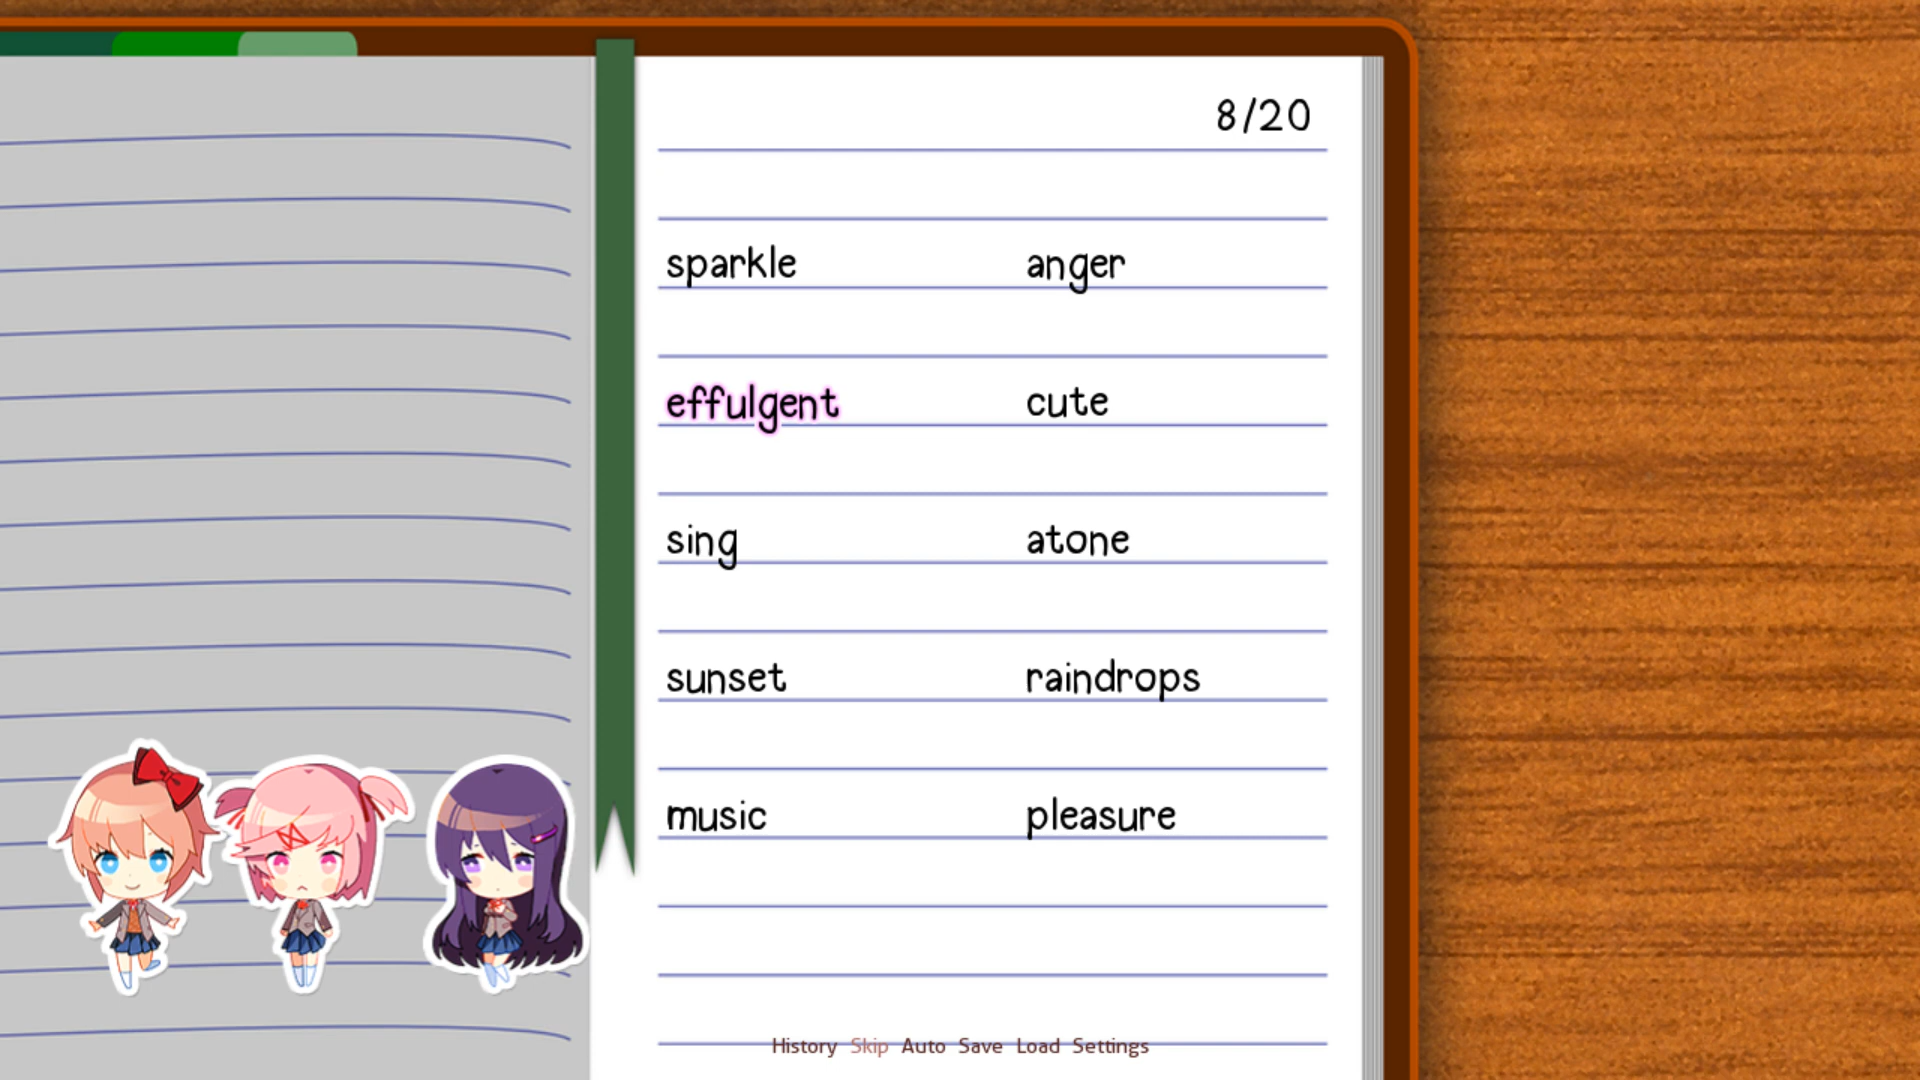 8/20
sparkle anger
effulgent cute
sing atone
sunset raindrops
music pleasure
History Skip Auto Save Load Settings